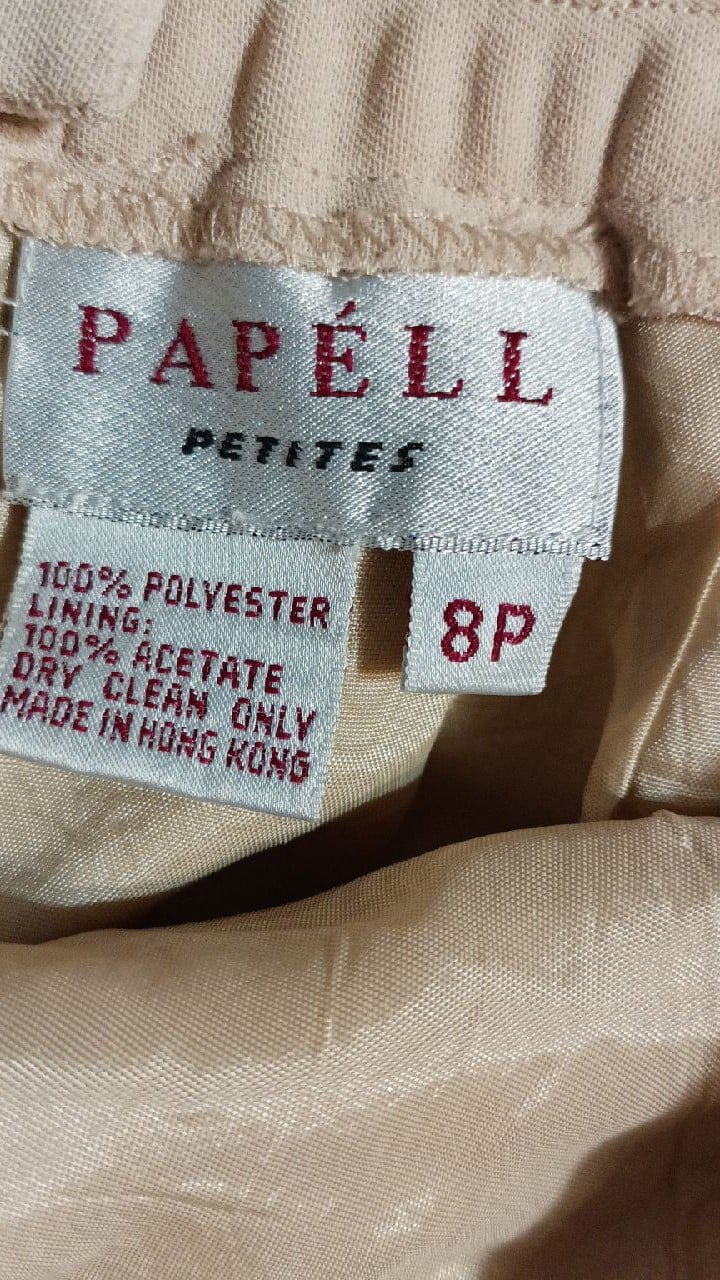 PAPÉLL
PETITES
100% POLYESTER
LINING:
100% ACETATE
DRY CLEAN ONLY
MADE IN HONG KONG
8P